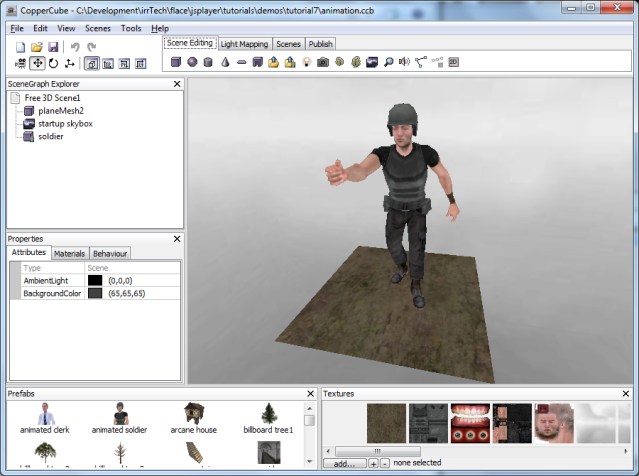 CopperCube - C:\Development\irrTech\flace\jsplayer\tutorials\demos\tutorial7\animation.ccb
File Edit View Scenes Tools Help
Scene Editing Light Mapping Scenes Publish
2D
SceneGraph Explorer
Free 3D Scene1
planeMesh2
startup skybox
soldier
Properties
Attributes Materials Behaviour
Type Scene
AmbientLight (0,0,0)
BackgroundColor (65,65,65)
Prefabs
animated clerk animated soldier arcane house billboard tree1
Textures
add... + - none selected